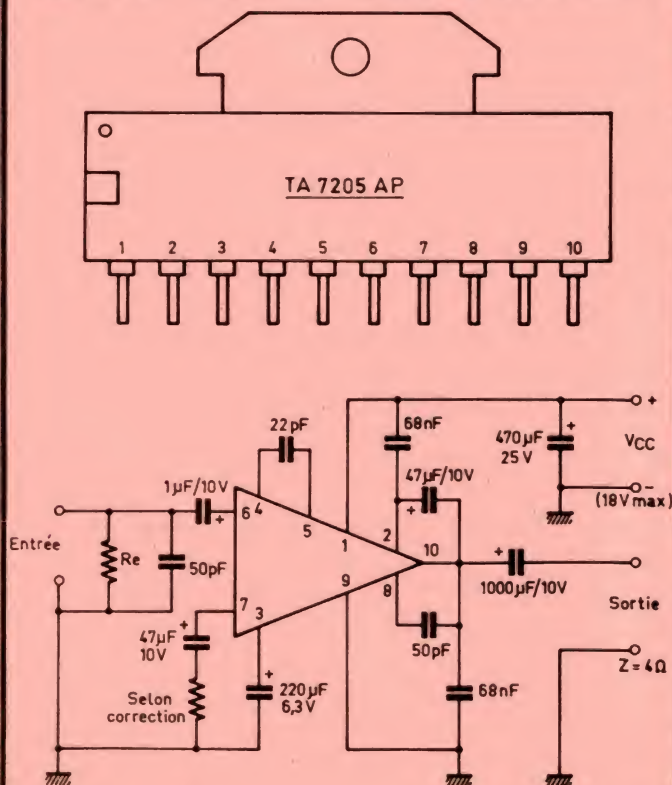 TA 7205 AP
1 2 3 4 5 6 7 8 9 10
22pF
68nF
470µF
25V
+
VCC
-
(18V max)
1µF/10V
+
4
5
6
47µF/10V
+
1
2
10
Entrée
Re
50pF
7
3
9
8
+
1000µF/10V
Sortie
+
47µF
10V
50pF
Z=4Ω
Selon
correction
+
220µF
6,3V
68nF
+